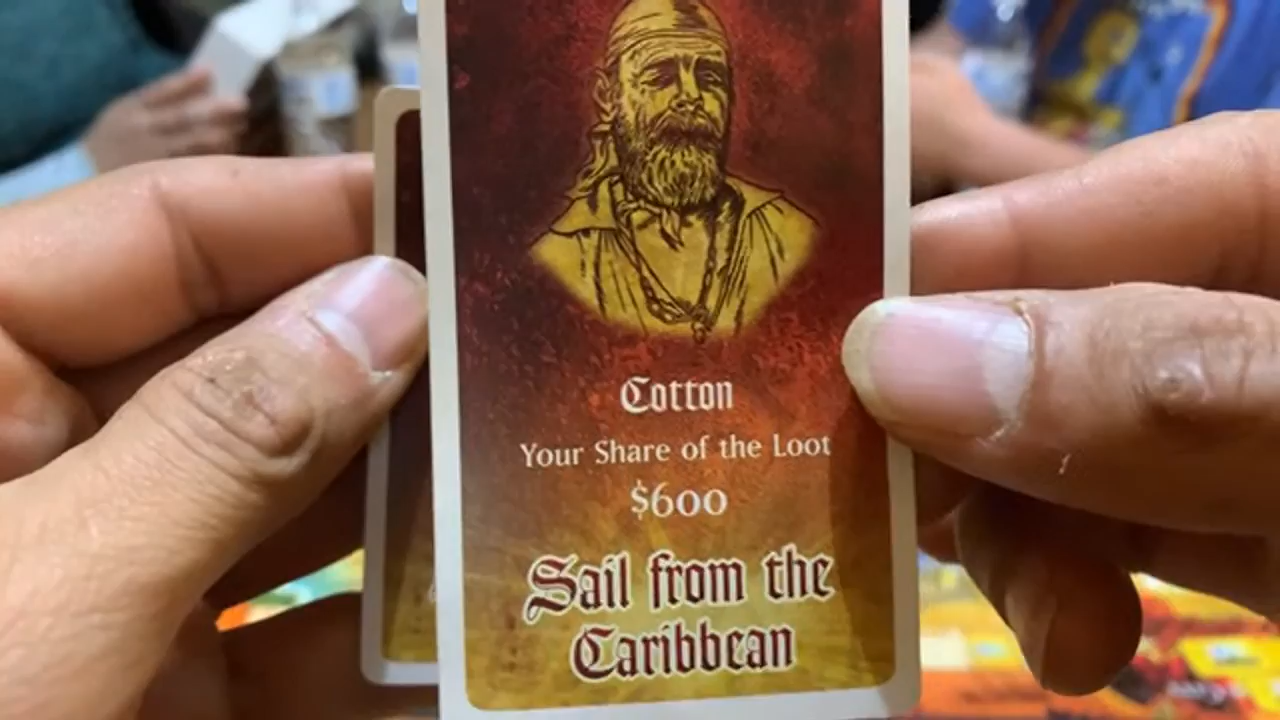 Cotton
Your Share of the Loot
$600
Sail from the
Caribbean